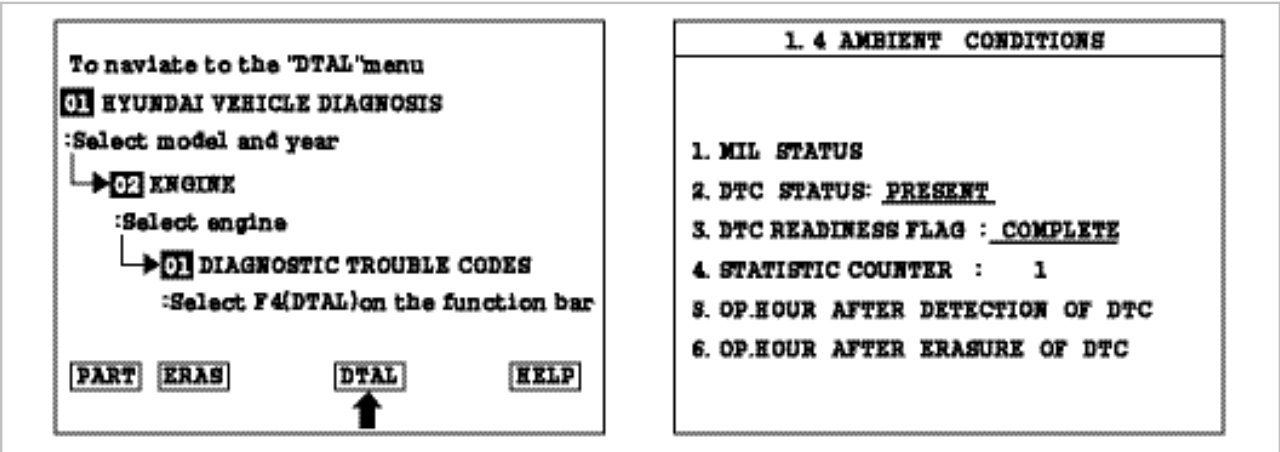 To naviate to the "DTAL"menu
01 HYUNDAI VEHICLE DIAGNOSIS
:Select model and year
02 ENGINE
:Select engine
01 DIAGNOSTIC TROUBLE CODES
:Select F4(DTAL)on the function bar
PART ERAS DTAL HELP
1. 4 AMBIENT CONDITIONS
1. MIL STATUS
2. DTC STATUS: PRESENT
3. DTC READINESS FLAG : COMPLETE
4. STATISTIC COUNTER : 1
5. OP.HOUR AFTER DETECTION OF DTC
6. OP.HOUR AFTER ERASURE OF DTC